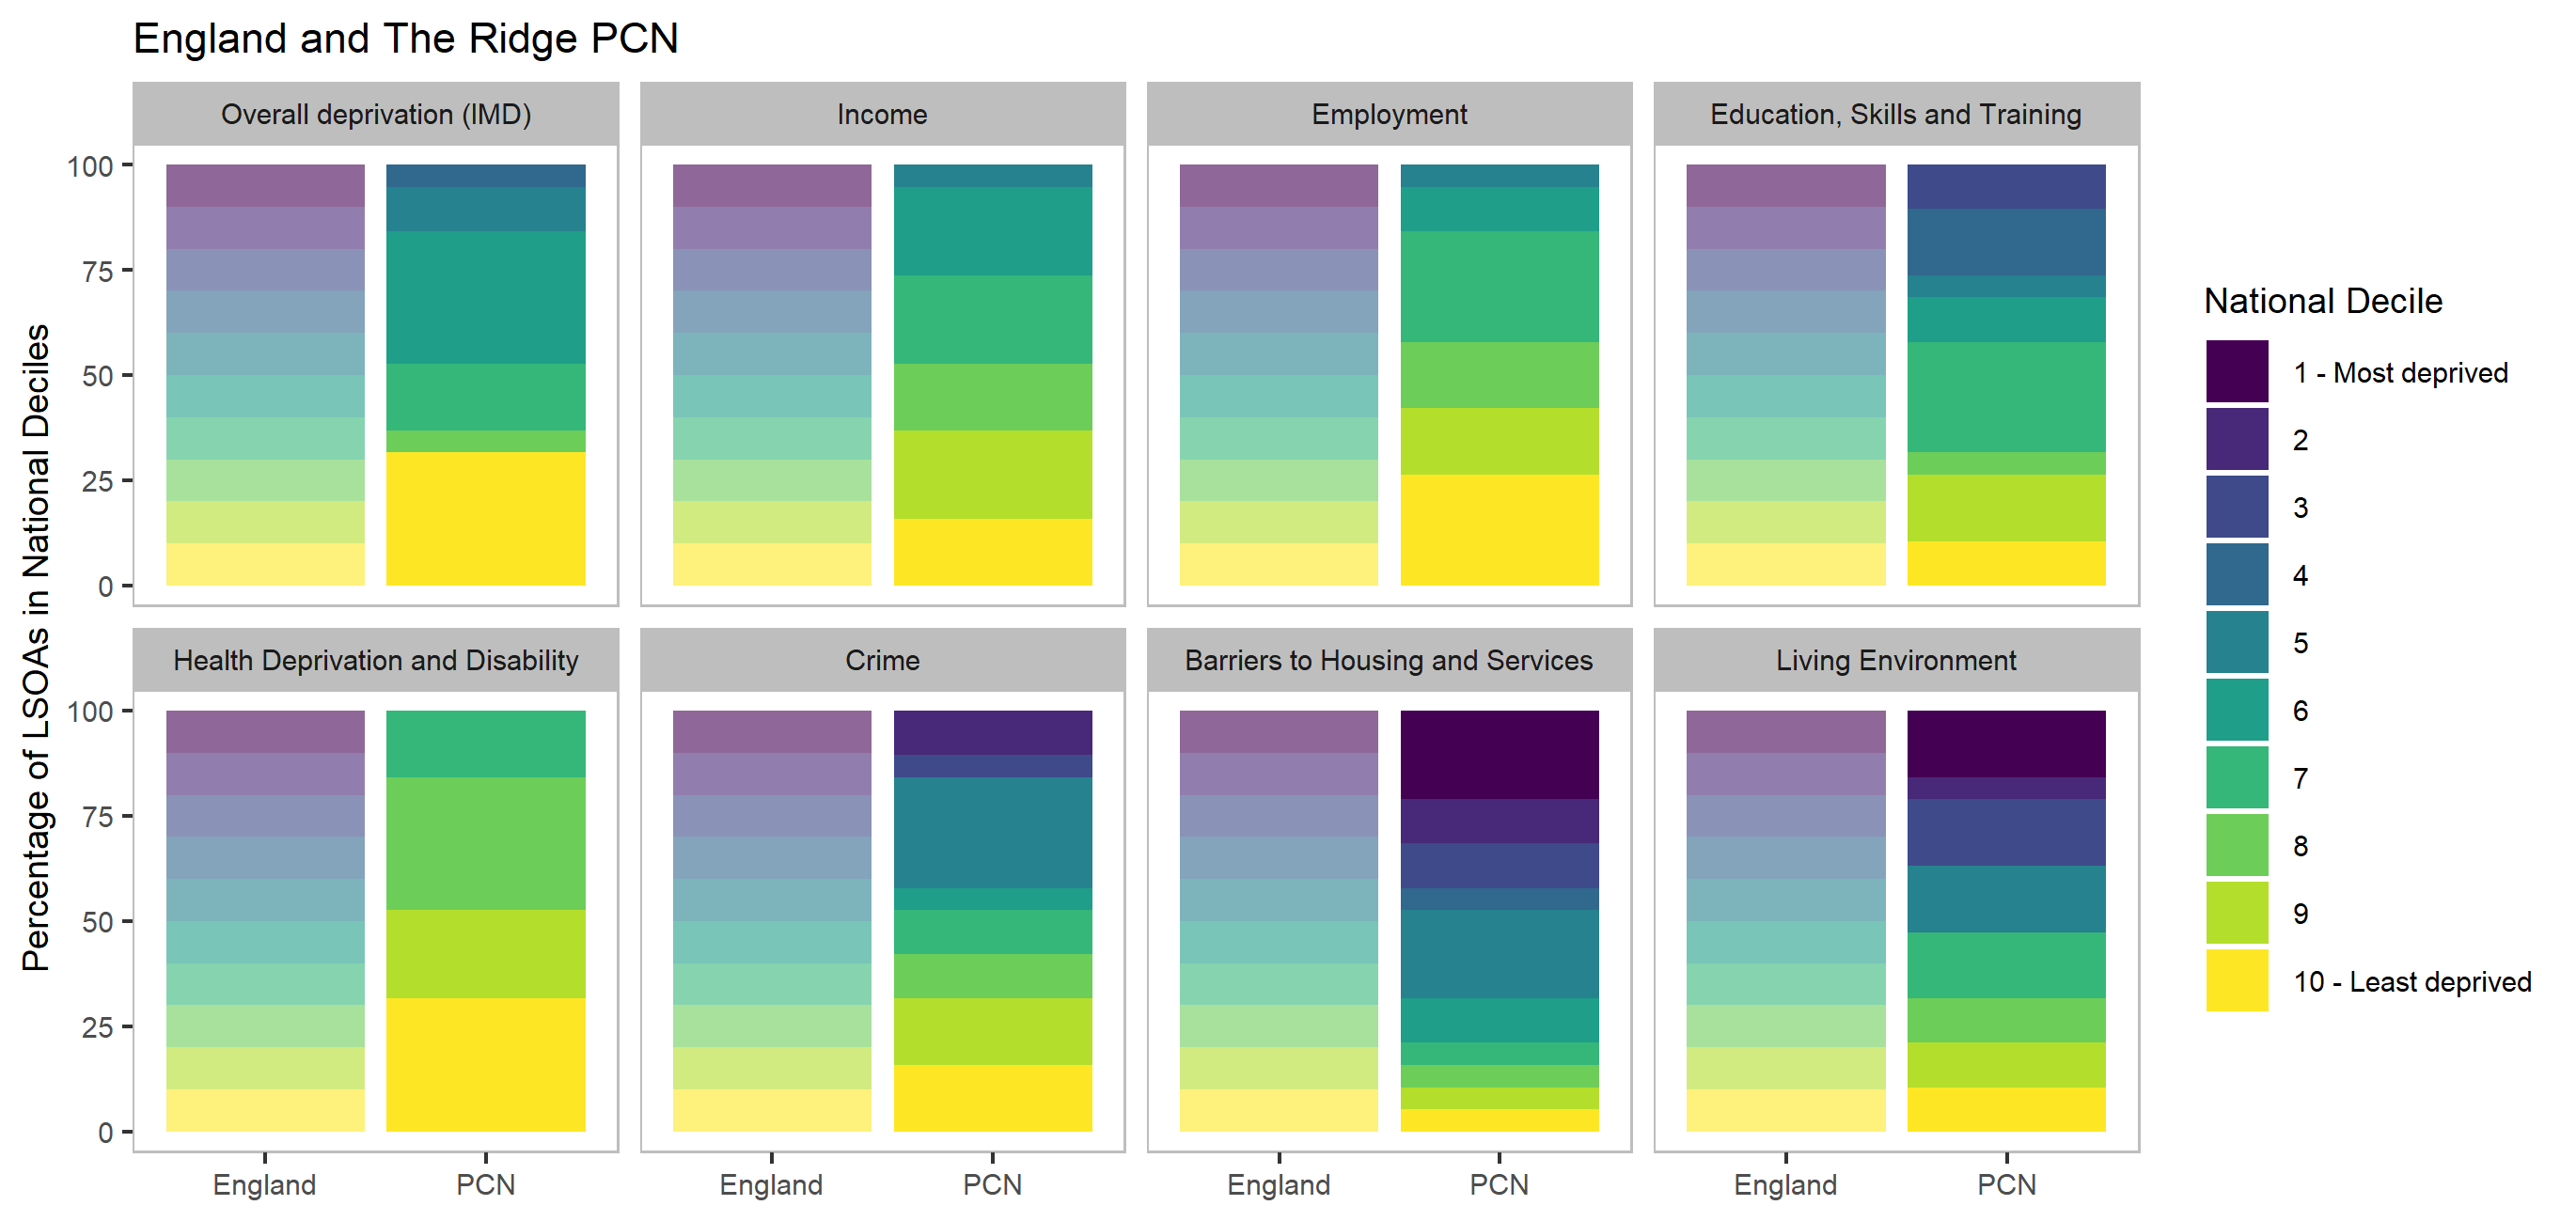 England and The Ridge PCN
Overall deprivation (IMD)
Income
Employment
Education, Skills and Training
100
75
50
25
0
Health Deprivation and Disability
Crime
Barriers to Housing and Services
Living Environment
100
75
50
25
0
England
PCN
England
PCN
England
PCN
England
PCN
Percentage of LSOAs in National Deciles
National Decile
1 - Most deprived
2
3
4
5
6
7
8
9
10 - Least deprived